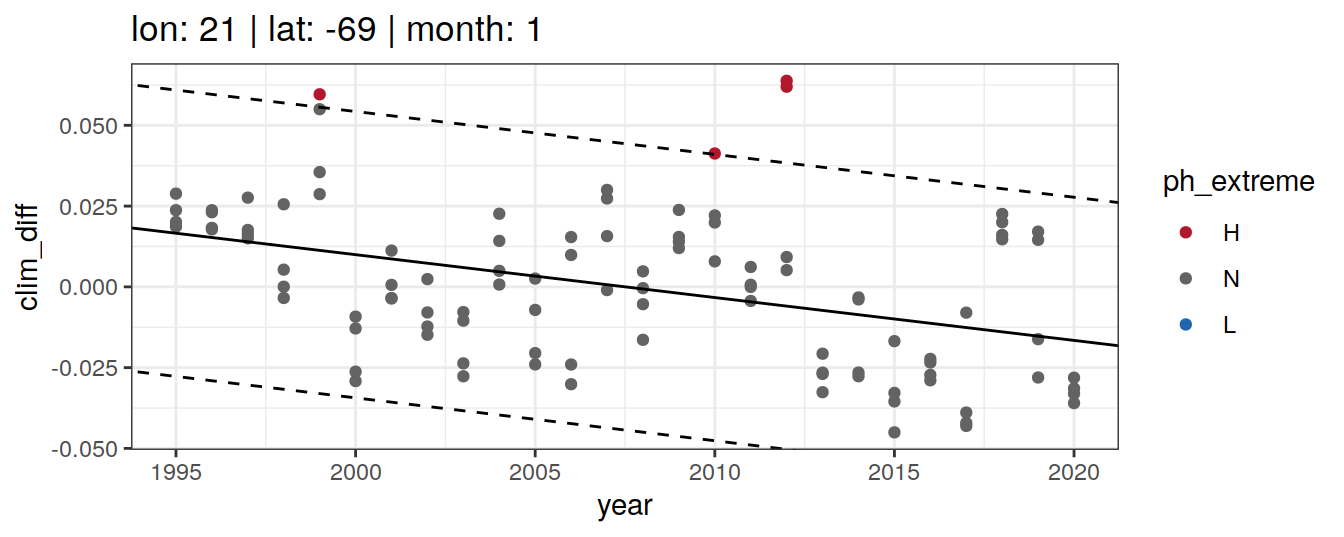 lon: 21 | lat: -69 | month: 1
clim_diff
0.050
0.025
0.000
-0.025
-0.050
1995 2000 2005 2010 2015 2020
year
ph_extreme
H
N
L